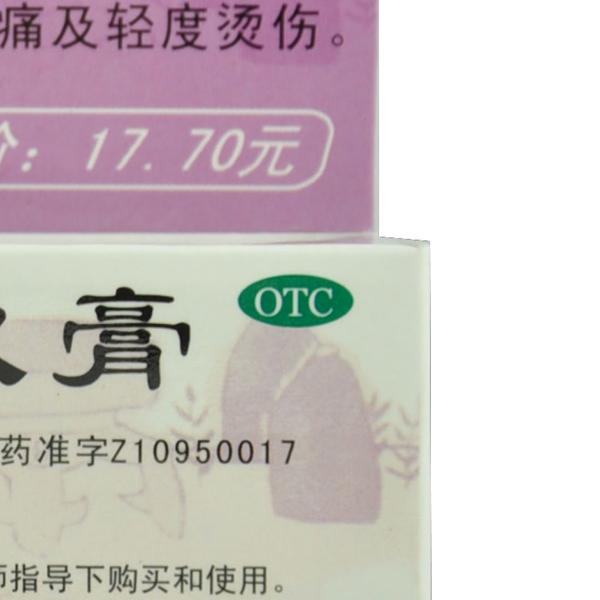 痛及轻度烫伤。
价：17.70元
OTC
膏
药准字Z10950017
师指导下购买和使用。